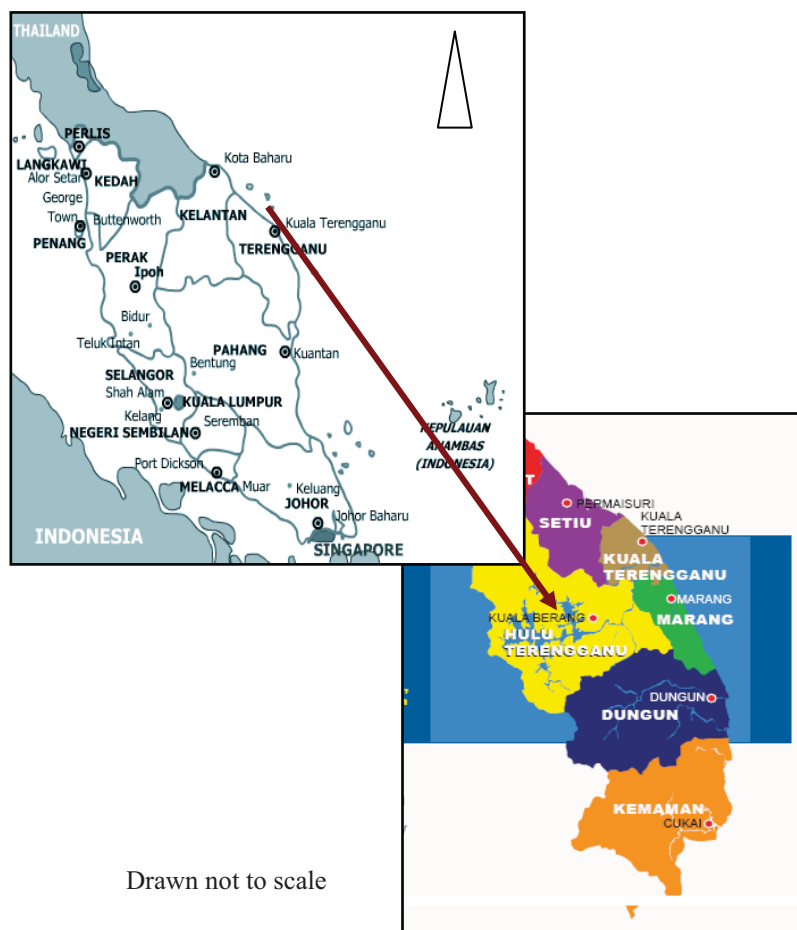 THAILAND
PERLIS
Kota Baharu
LANGKAWI
Alor Setar
KEDAH
George
Town
Buttenworth
KELANTAN
Kuala Terengganu
PENANG
TERENGGANU
PERAK
Ipoh
Bidur
Teluk Intan
PAHANG
Kuantan
Bentung
SELANGOR
Shah Alam
KUALA LUMPUR
Kelang
Seremban
NEGERI SEMBILAN
KEPULAUAN
ANAMBAS
(INDONESIA)
Port Dickson
MELACCA
Muar
Keluang
JOHOR
Johor Baharu
INDONESIA
SINGAPORE
T
PERMAISURI
SETIU
KUALA
TERENGGANU
KUALA
TERENGGANU
MARANG
MARANG
KUALA BERANG
HULU
TERENGGANU
DUNGUN
DUNGUN
KEMAMAN
CUKAI
Drawn not to scale